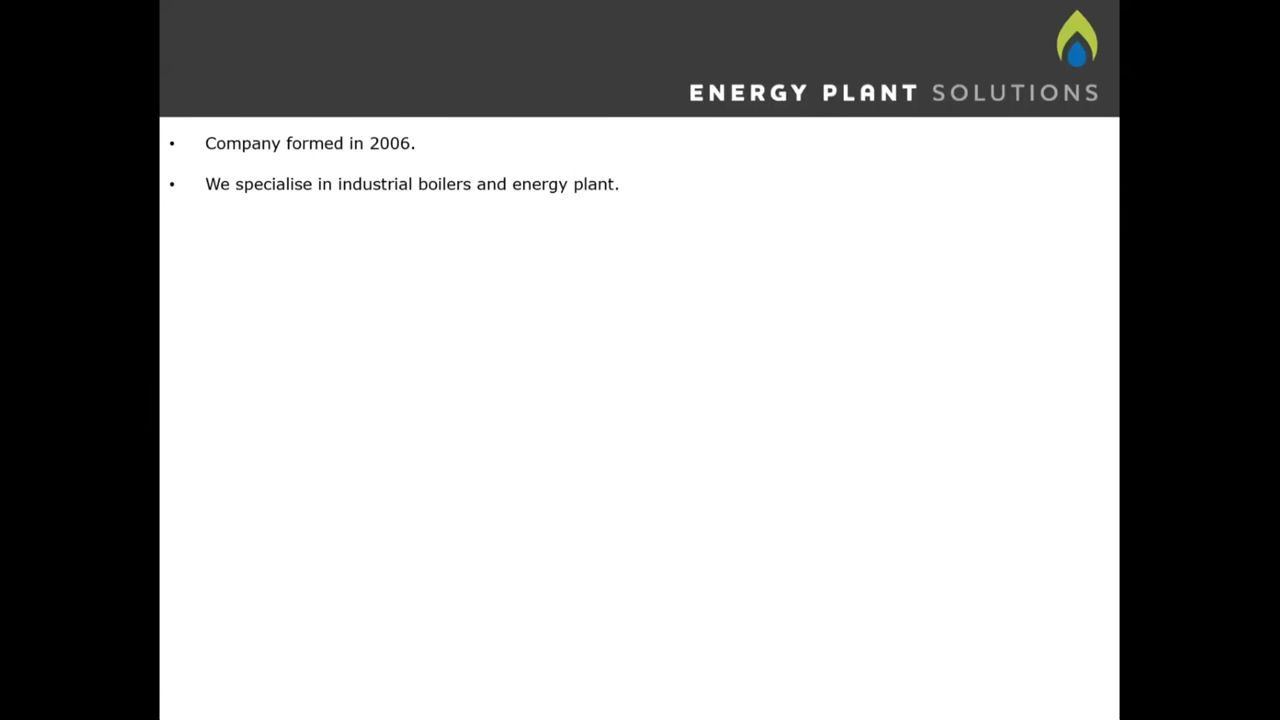 ENERGY PLANT SOLUTIONS
• Company formed in 2006.
• We specialise in industrial boilers and energy plant.